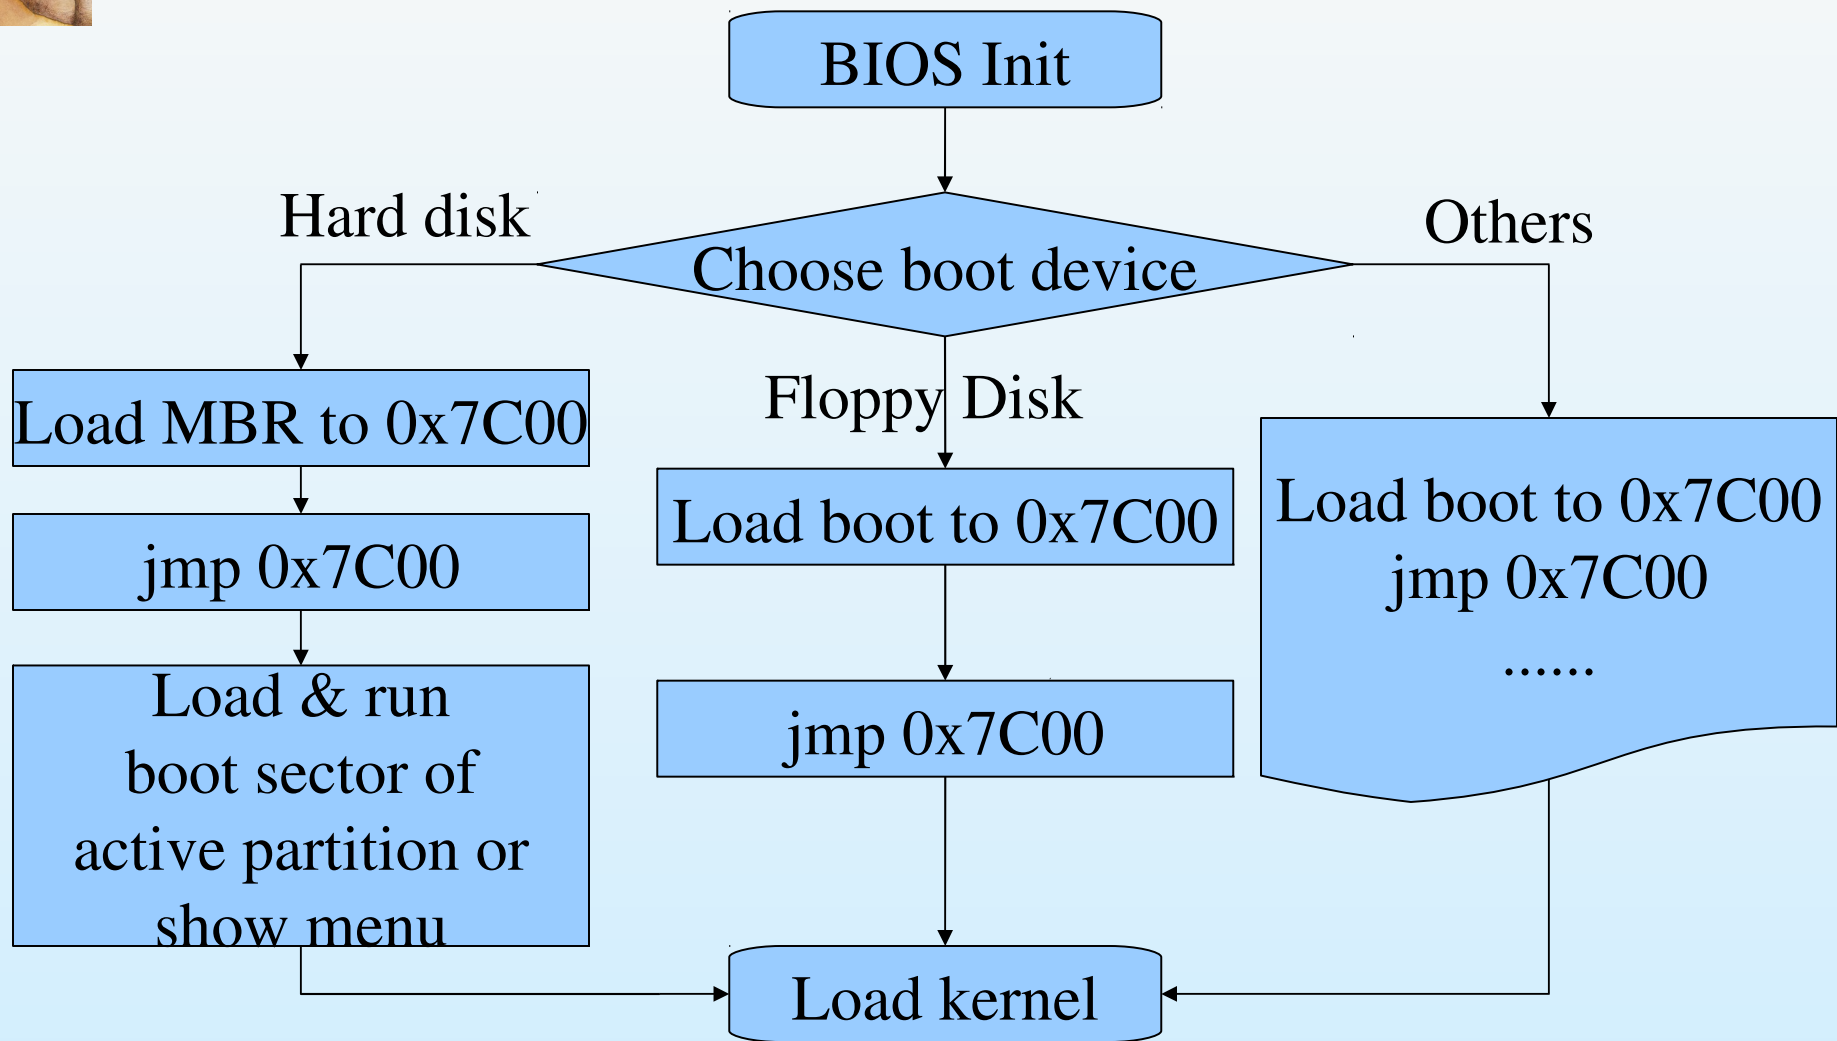 BIOS Init
Choose boot device
Hard disk
Load MBR to 0x7C00
jmp 0x7C00
Load & run
boot sector of
active partition or
show menu
Floppy Disk
Load boot to 0x7C00
jmp 0x7C00
Others
Load boot to 0x7C00
jmp 0x7C00
......
Load kernel